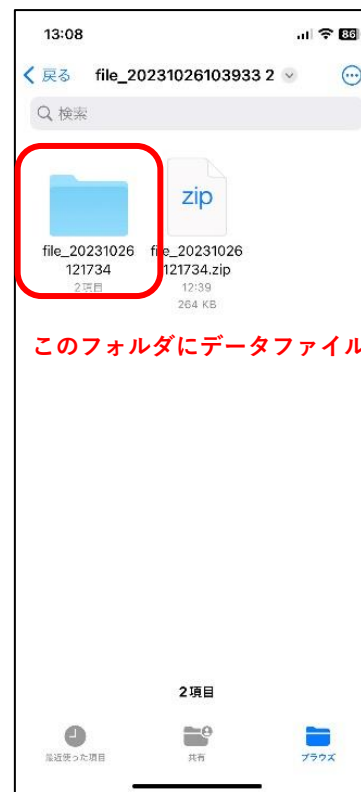 13:08
86
戻る file_20231026103933 2
検索
zip
file_20231026
121734
2項目
file_20231026
121734.zip
12:39
264 KB
このフォルダにデータファイル
2項目
最近使った項目
共有
ブラウズ